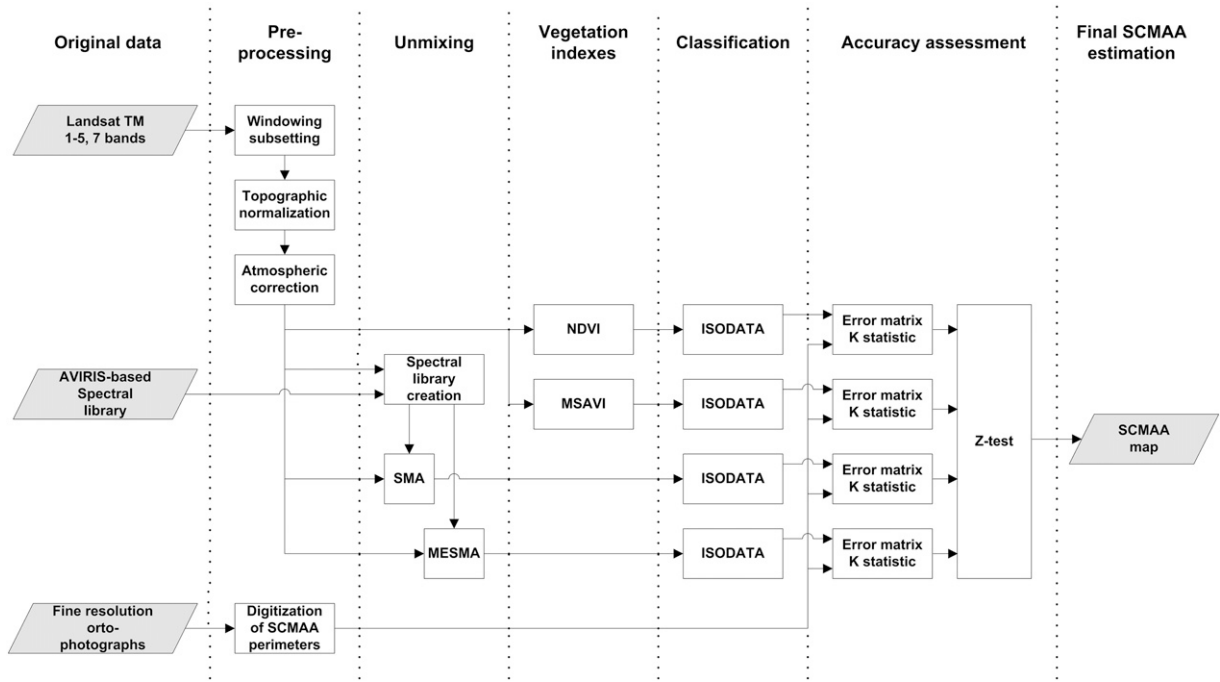 Original data
Pre-
processing
Unmixing
Vegetation
indexes
Classification
Accuracy assessment
Final SCMAA
estimation
Landsat TM
1-5, 7 bands
Windowing
subsetting
Topographic
normalization
Atmospheric
correction
NDVI
ISODATA
Error matrix
K statistic
AVIRIS-based
Spectral
library
Spectral
library
creation
MSAVI
ISODATA
Error matrix
K statistic
Z-test
SCMAA
map
SMA
ISODATA
Error matrix
K statistic
MESMA
ISODATA
Error matrix
K statistic
Fine resolution
orto-
photographs
Digitization
of SCMAA
perimeters